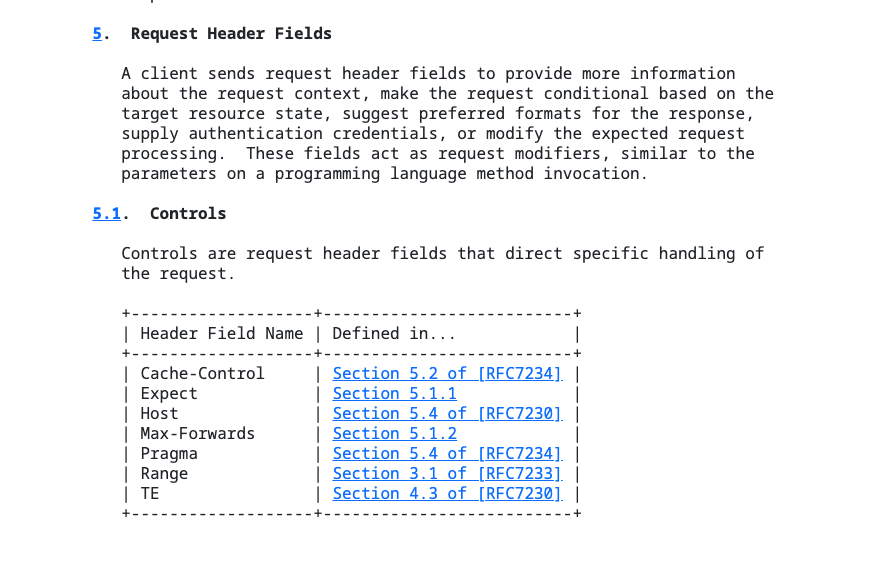 5.  Request Header Fields
A client sends request header fields to provide more information
about the request context, make the request conditional based on the
target resource state, suggest preferred formats for the response,
supply authentication credentials, or modify the expected request
processing.  These fields act as request modifiers, similar to the
parameters on a programming language method invocation.
5.1.  Controls
Controls are request header fields that direct specific handling of
the request.
+-------------------+--------------------------+
| Header Field Name | Defined in...            |
+-------------------+--------------------------+
| Cache-Control     | Section 5.2 of [RFC7234] |
| Expect            | Section 5.1.1            |
| Host              | Section 5.4 of [RFC7230] |
| Max-Forwards      | Section 5.1.2            |
| Pragma            | Section 5.4 of [RFC7234] |
| Range             | Section 3.1 of [RFC7233] |
| TE                | Section 4.3 of [RFC7230] |
+-------------------+--------------------------+